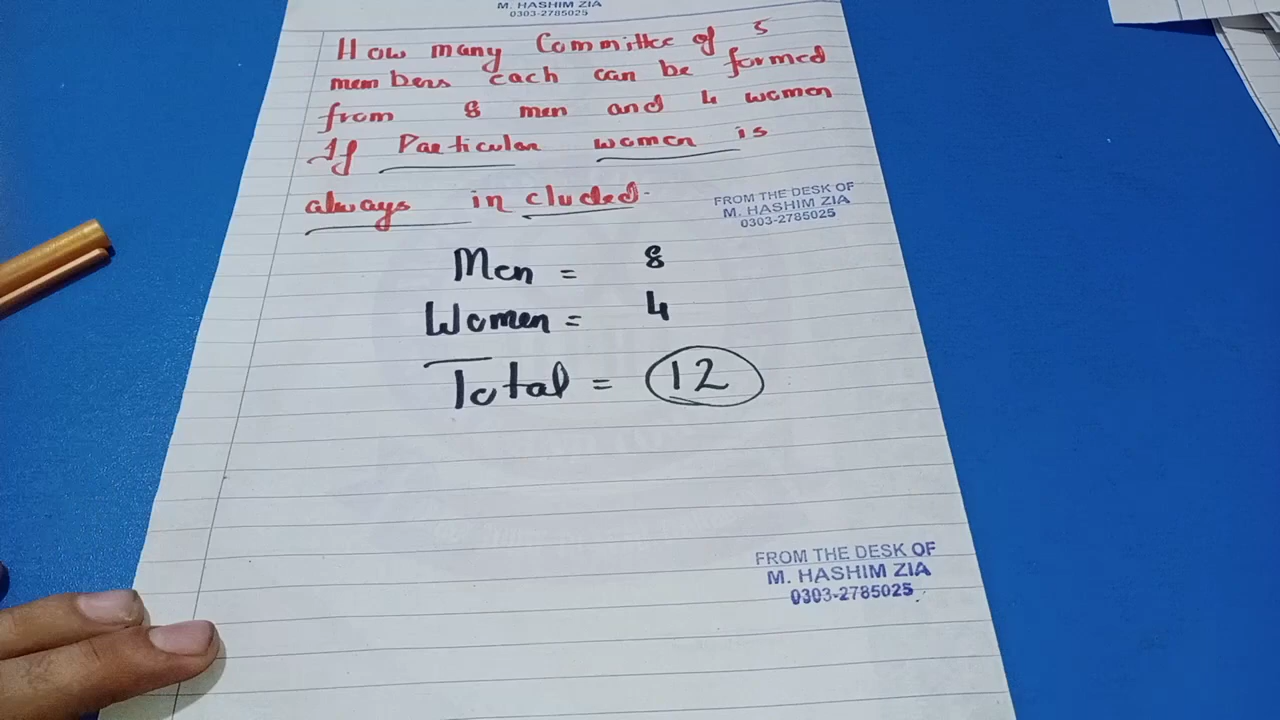 M. HASHIM ZIA
0303-2785025
How many Committee of 5
members each can be formed
from 8 men and 4 women
If Particular women is
always in cluded.
FROM THE DESK OF
M. HASHIM ZIA
0303-2785025
Men = 8
Women = 4
Total = 12
FROM THE DESK OF
M. HASHIM ZIA
0303-2785025